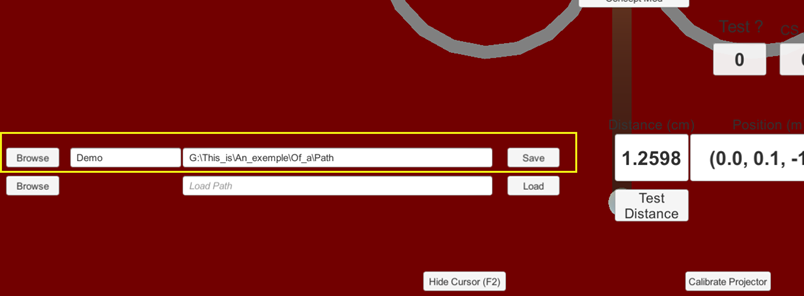 Concept Mod
Test ?
CS
0
Distance (cm)
Position (m
Browse
Demo
G:\This_is\An_exemple\Of_a\Path
Save
1.2598
(0.0, 0.1, -1
Browse
Load Path
Load
Test
Distance
Hide Cursor (F2)
Calibrate Projector